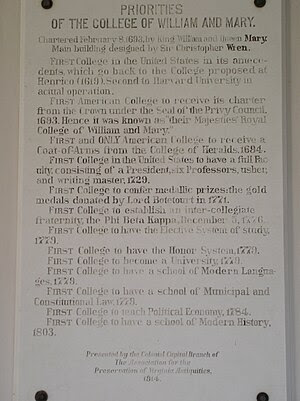 PRIORITIES
OF THE COLLEGE OF WILLIAM AND MARY.
Chartered February 8, 1693, by King William and Queen Mary.
Main building designed by Sir Christopher Wren.
FIRST College in the United States in its antece-
dents, which go back to the College proposed at
Henrico (1619). Second to Harvard University in
actual operation.
FIRST American College to receive its charter
from the Crown under the Seal of the Privy Council,
1693. Hence it was known as "their Majesties' Royal
College of William and Mary."
FIRST and ONLY American College to receive a
Coat-of-Arms from the College of Heralds, 1694.
FIRST College in the United States to have a full Fac-
ulty, consisting of a President, six Professors, usher,
and writing master, 1729.
FIRST College to confer medallic prizes: the gold
medals donated by Lord Botetourt in 1771.
FIRST College to establish an inter-collegiate
fraternity, the Phi Beta Kappa, December 5, 1776.
FIRST College to have the Elective System of study,
1779.
FIRST College to have the Honor System, 1779.
FIRST College to become a University, 1779.
FIRST College to have a school of Modern Langua-
ges, 1779.
FIRST College to have a school of Municipal and
Constitutional Law, 1779.
FIRST College to teach Political Economy, 1784.
FIRST College to have a school of Modern History,
1803.
Presented by the Colonial Capital Branch of
The Association for the
Preservation of Virginia Antiquities,
1914.